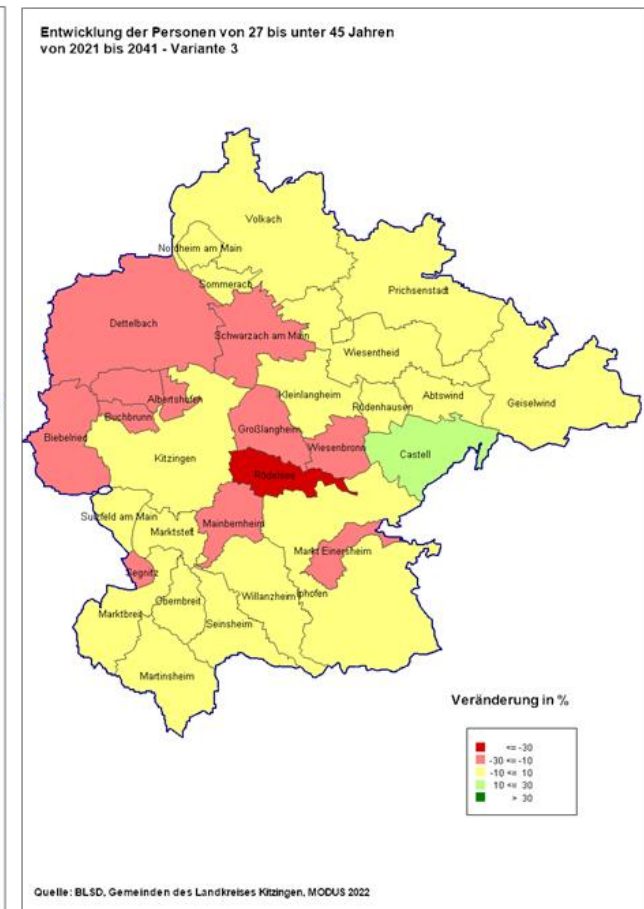 Entwicklung der Personen von 27 bis unter 45 Jahren
von 2021 bis 2041 - Variante 3
Volkach
Nordheim am Main
Sommerach
Prichsenstadt
Dettelbach
Schwarzach am Main
Wiesentheid
Kleinlangheim
Abtswind
Albertshofen
Rüdenhausen
Geiselwind
Buchbrunn
Großlangheim
Biebelried
Wiesenbronn
Castell
Kitzingen
Rödelsee
Sulzfeld am Main
Mainbernheim
Marktsteft
Markt Einersheim
Segnitz
Iphofen
Willanzheim
Obernbreit
Marktbreit
Seinsheim
Martinsheim
Veränderung in %
<= -30
-30 <= -10
-10 <= 10
10 <= 30
> 30
Quelle: BLSD, Gemeinden des Landkreises Kitzingen, MODUS 2022